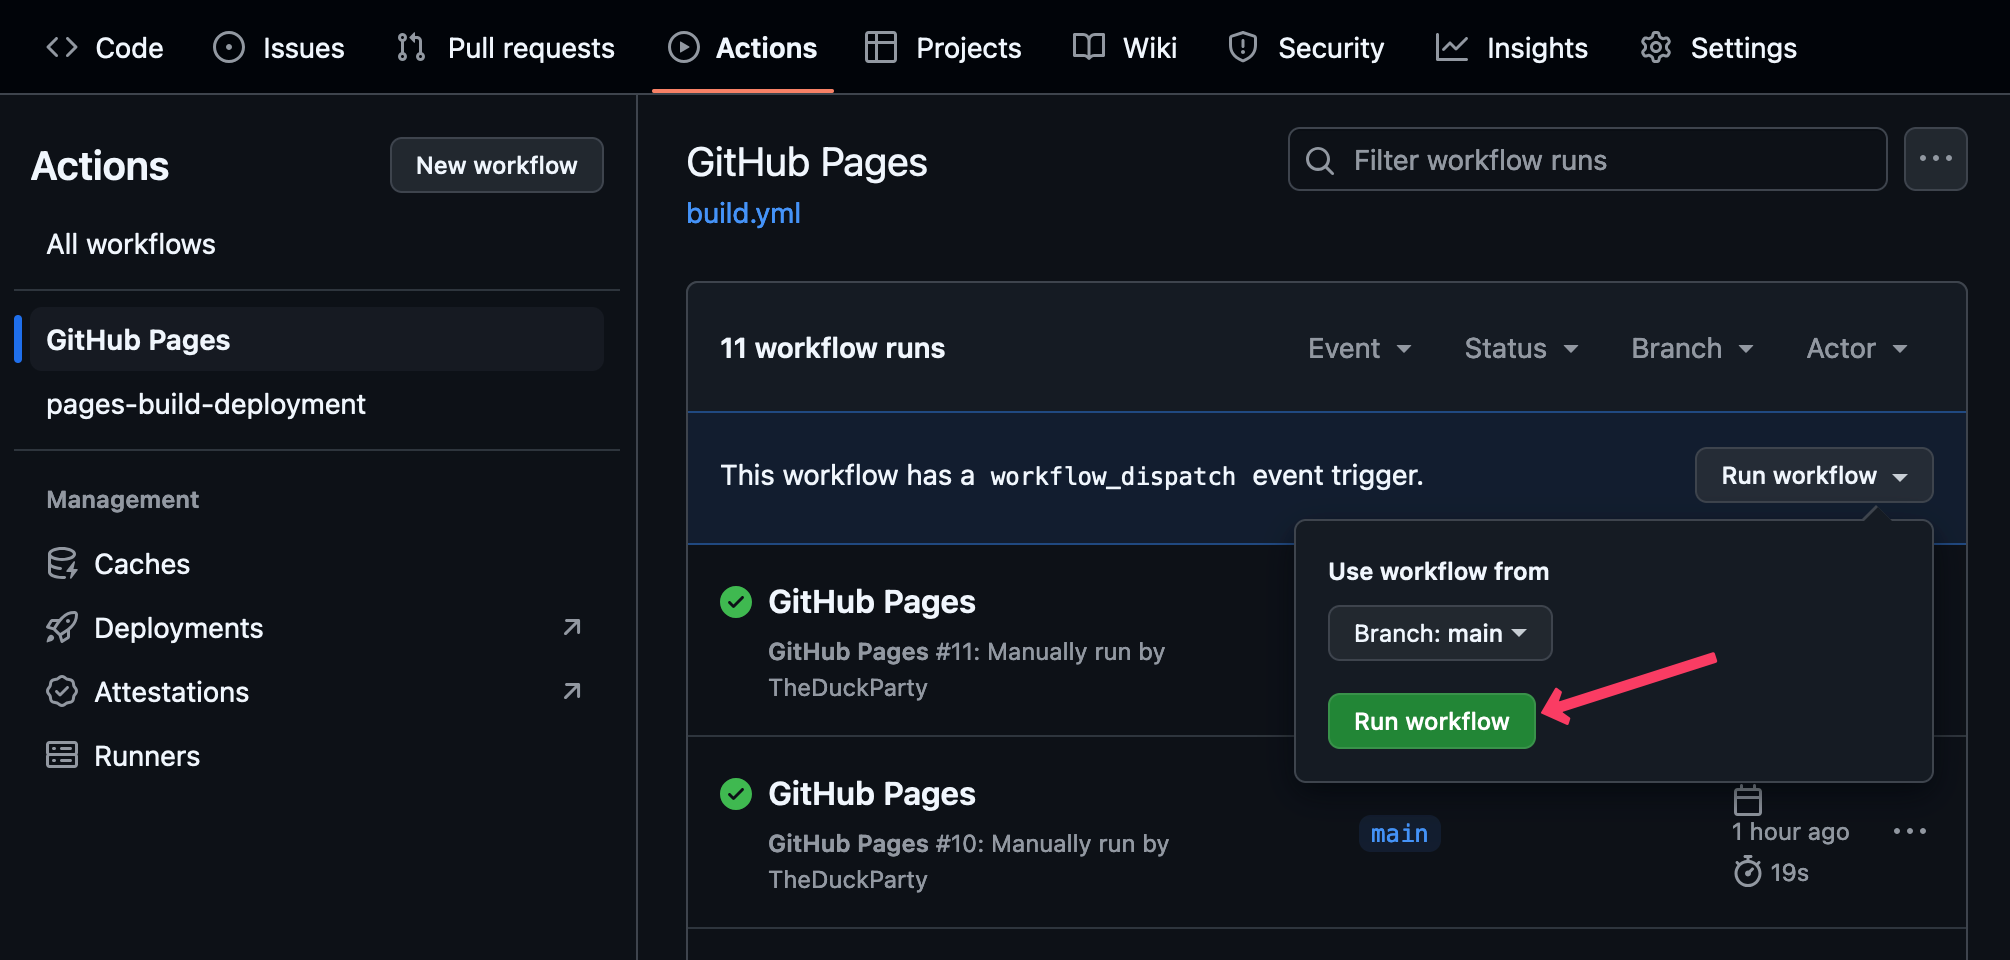 Code Issues Pull requests Actions Projects Wiki Security Insights Settings
Actions
New workflow
All workflows
GitHub Pages
pages-build-deployment
Management
Caches
Deployments
Attestations
Runners
GitHub Pages
build.yml
Filter workflow runs
11 workflow runs
Event Status Branch Actor
This workflow has a workflow_dispatch event trigger.
Run workflow
Use workflow from
Branch: main
Run workflow
GitHub Pages
GitHub Pages #11: Manually run by
TheDuckParty
GitHub Pages
GitHub Pages #10: Manually run by
TheDuckParty
main
1 hour ago
19s